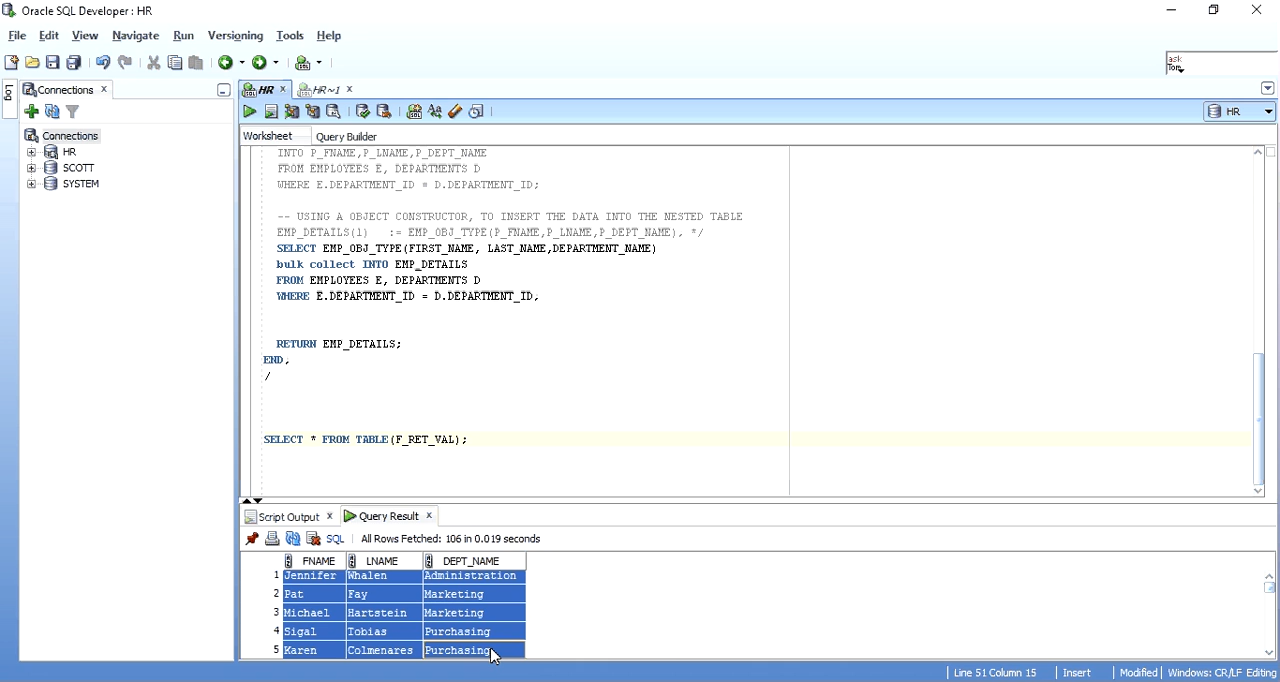 Oracle SQL Developer : HR
File Edit View Navigate Run Versioning Tools Help
ask
Tom
Log
Connections
HR
HR~1
HR
Worksheet
Query Builder
Connections
HR
SCOTT
SYSTEM
INTO P_FNAME,P_LNAME,P_DEPT_NAME
FROM EMPLOYEES E, DEPARTMENTS D
WHERE E.DEPARTMENT_ID = D.DEPARTMENT_ID;
-- USING A OBJECT CONSTRUCTOR, TO INSERT THE DATA INTO THE NESTED TABLE
EMP_DETAILS(1) := EMP_OBJ_TYPE(P_FNAME,P_LNAME,P_DEPT_NAME), */
SELECT EMP_OBJ_TYPE(FIRST_NAME, LAST_NAME,DEPARTMENT_NAME)
bulk collect INTO EMP_DETAILS
FROM EMPLOYEES E, DEPARTMENTS D
WHERE E.DEPARTMENT_ID = D.DEPARTMENT_ID,
RETURN EMP_DETAILS;
END,
/
SELECT * FROM TABLE(F_RET_VAL);
Script Output
Query Result
SQL
All Rows Fetched: 106 in 0.019 seconds
FNAME LNAME DEPT_NAME
1 Jennifer Whalen Administration
2 Pat Fay Marketing
3 Michael Hartstein Marketing
4 Sigal Tobias Purchasing
5 Karen Colmenares Purchasing
Line 51 Column 15 Insert Modified Windows: CR/LF Editing